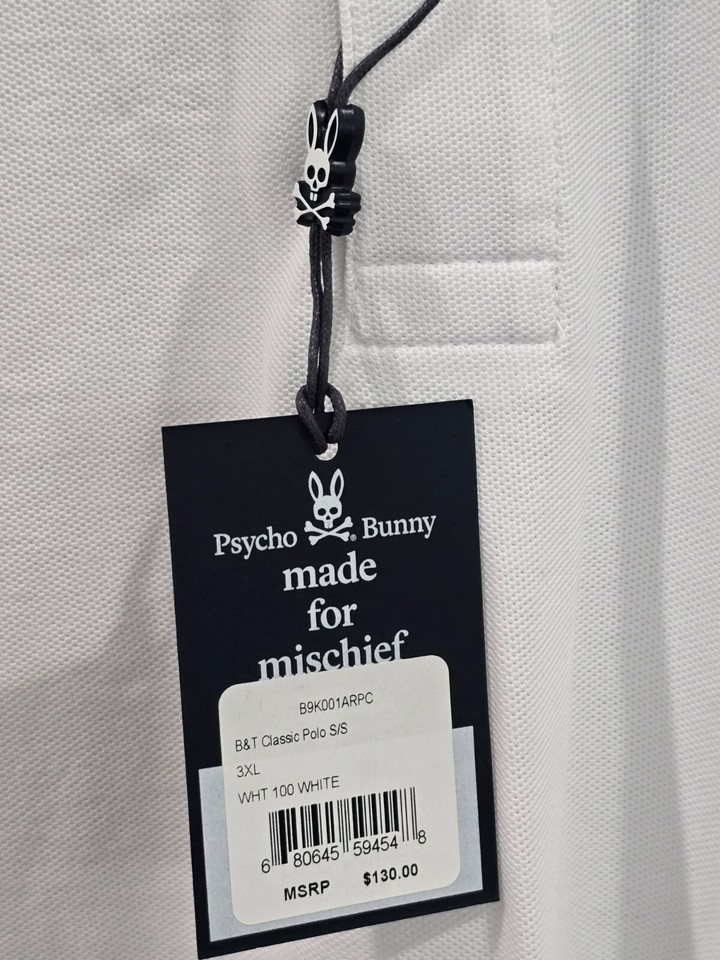 Psycho Bunny®
made
for
mischief
B9K001ARPC
B&T Classic Polo S/S
3XL
WHT 100 WHITE
6 80645 59454 8
MSRP $130.00